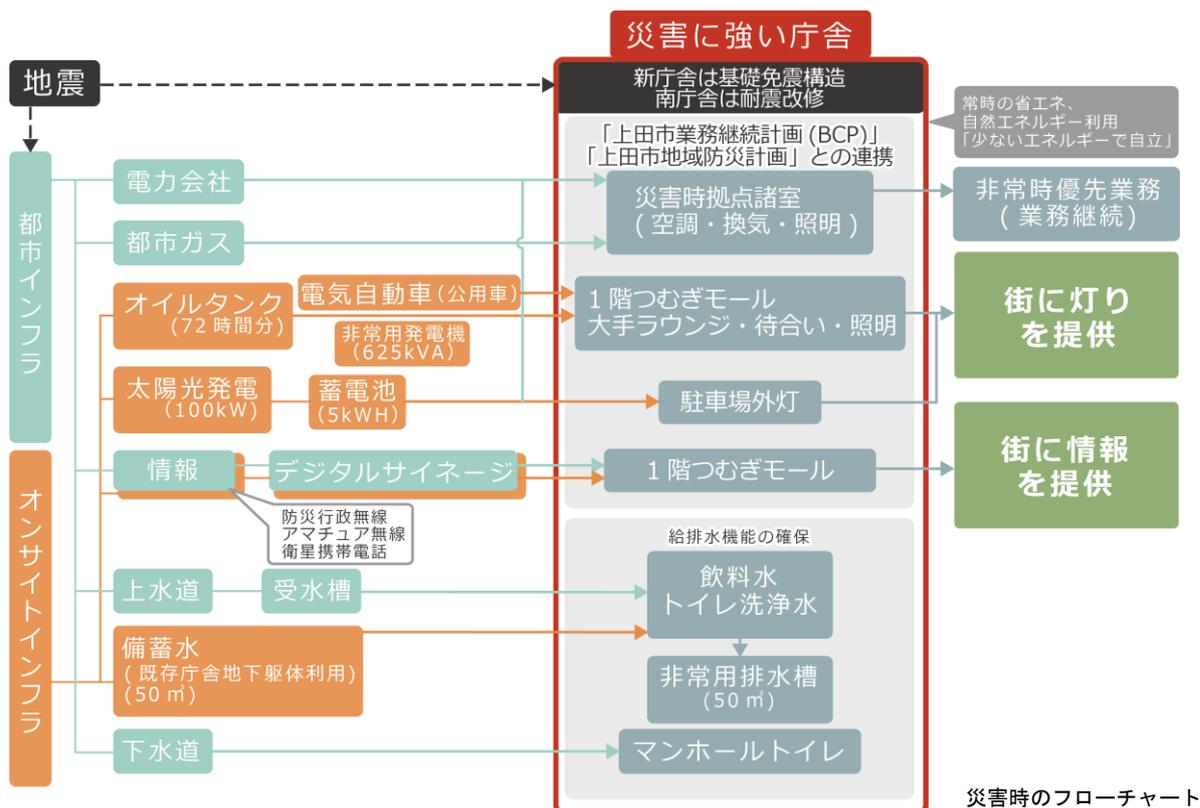 災害に強い庁舎
地震
新庁舎は基礎免震構造
南庁舎は耐震改修
常時の省エネ、
自然エネルギー利用
「少ないエネルギーで自立」
「上田市業務継続計画(BCP)」
「上田市地域防災計画」との連携
都市インフラ
電力会社
災害時拠点諸室
(空調・換気・照明)
非常時優先業務
(業務継続)
都市ガス
オイルタンク
(72時間分)
電気自動車(公用車)
非常用発電機
(625kVA)
1階つむぎモール
大手ラウンジ・待合い・照明
街に灯り
を提供
太陽光発電
(100kW)
蓄電池
(5kWH)
駐車場外灯
オンサイトインフラ
情報
デジタルサイネージ
1階つむぎモール
街に情報
を提供
防災行政無線
アマチュア無線
衛星携帯電話
給排水機能の確保
上水道
受水槽
飲料水
トイレ洗浄水
備蓄水
(既存庁舎地下躯体利用)
(50㎥)
非常用排水槽
(50㎥)
下水道
マンホールトイレ
災害時のフローチャート